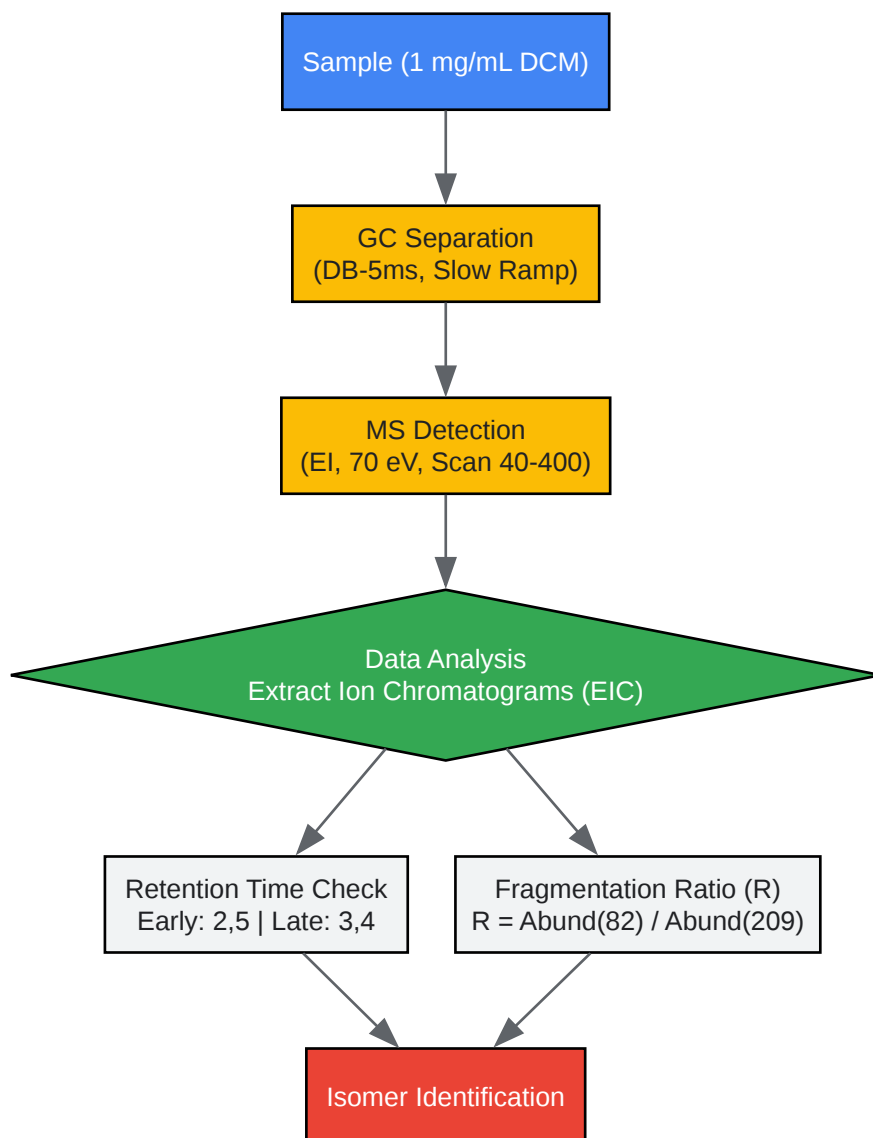 Sample (1 mg/mL DCM)
GC Separation
(DB-5ms, Slow Ramp)
MS Detection
(EI, 70 eV, Scan 40-400)
Data Analysis
Extract Ion Chromatograms (EIC)
Retention Time Check
Early: 2,5 | Late: 3,4
Fragmentation Ratio (R)
R = Abund(82) / Abund(209)
Isomer Identification